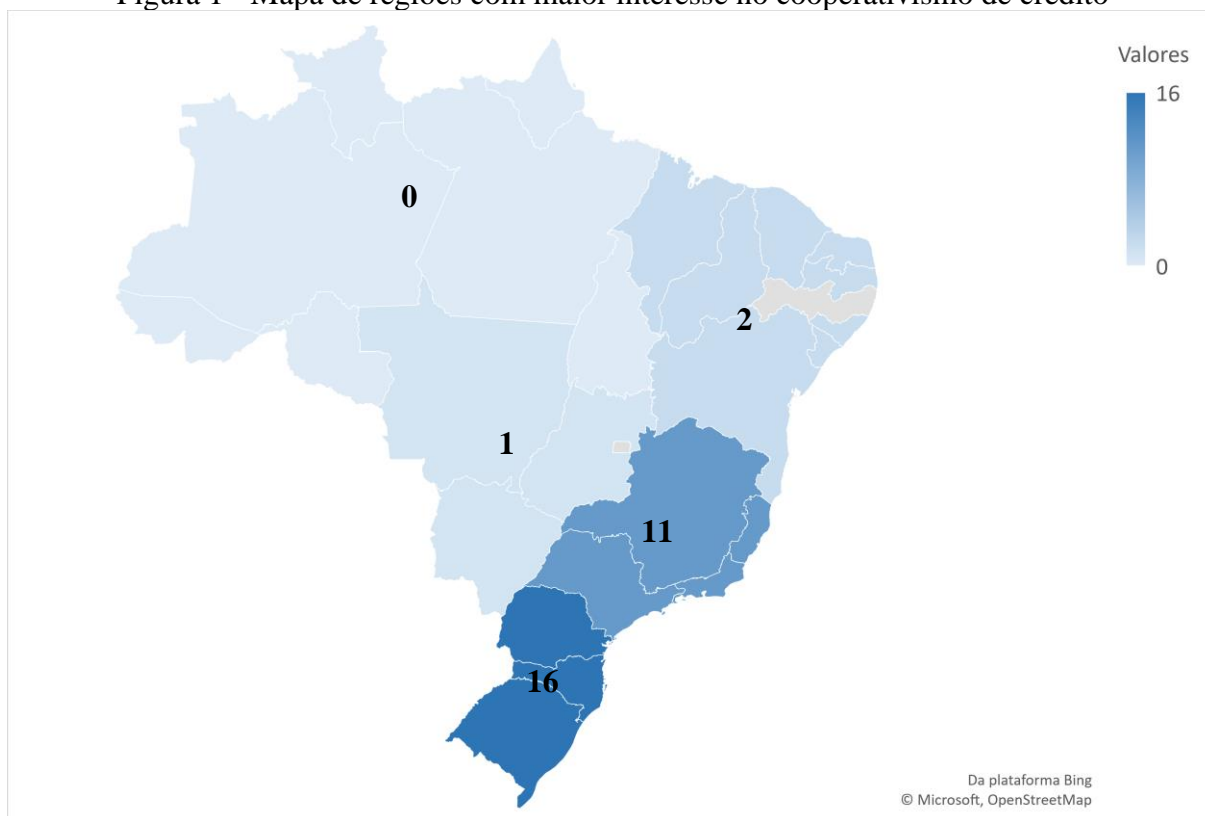 Figura 1 - Mapa de regiões com maior interesse no cooperativismo de crédito
Valores
16
0
0
2
1
11
16
Da plataforma Bing
© Microsoft, OpenStreetMap